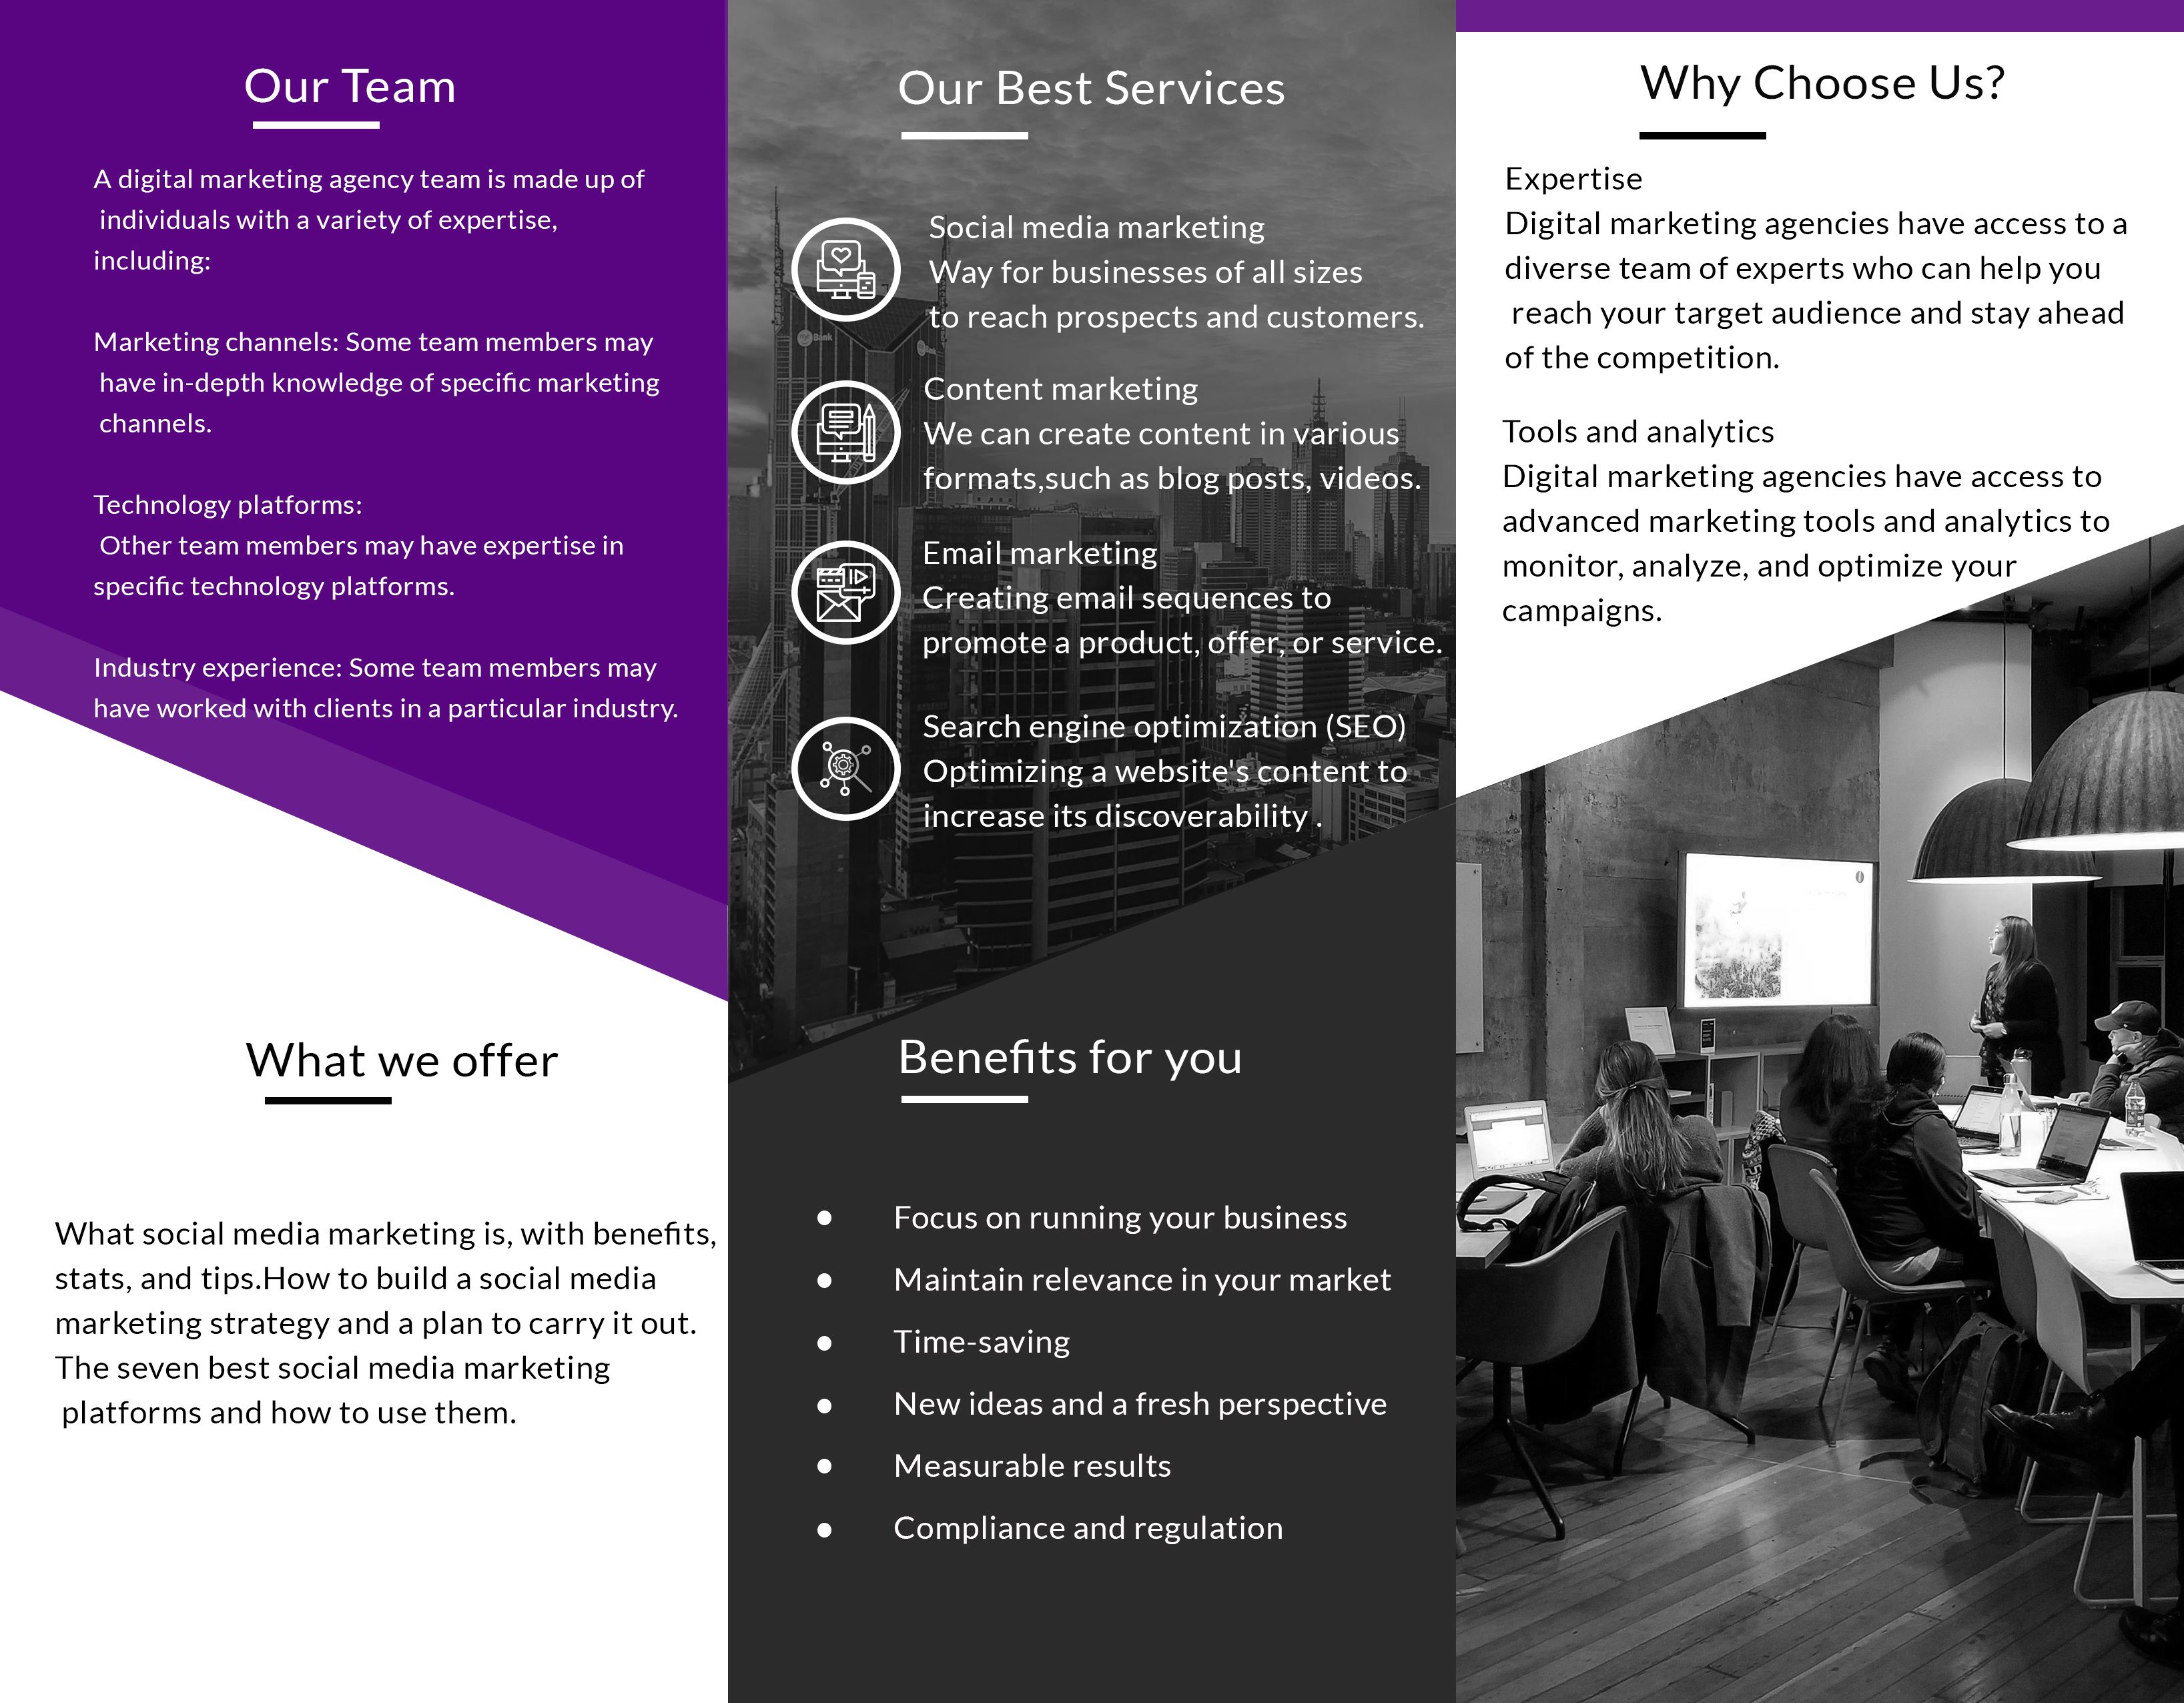 Our Team
A digital marketing agency team is made up of
individuals with a variety of expertise,
including:
Marketing channels: Some team members may
have in-depth knowledge of specific marketing
channels.
Technology platforms:
Other team members may have expertise in
specific technology platforms.
Industry experience: Some team members may
have worked with clients in a particular industry.
What we offer
What social media marketing is, with benefits,
stats, and tips.How to build a social media
marketing strategy and a plan to carry it out.
The seven best social media marketing
platforms and how to use them.
Our Best Services
Social media marketing
Way for businesses of all sizes
to reach prospects and customers.
Content marketing
We can create content in various
formats,such as blog posts, videos.
Email marketing
Creating email sequences to
promote a product, offer, or service.
Search engine optimization (SEO)
Optimizing a website's content to
increase its discoverability .
Benefits for you
• Focus on running your business
• Maintain relevance in your market
• Time-saving
• New ideas and a fresh perspective
• Measurable results
• Compliance and regulation
Why Choose Us?
Expertise
Digital marketing agencies have access to a
diverse team of experts who can help you
reach your target audience and stay ahead
of the competition.
Tools and analytics
Digital marketing agencies have access to
advanced marketing tools and analytics to
monitor, analyze, and optimize your
campaigns.